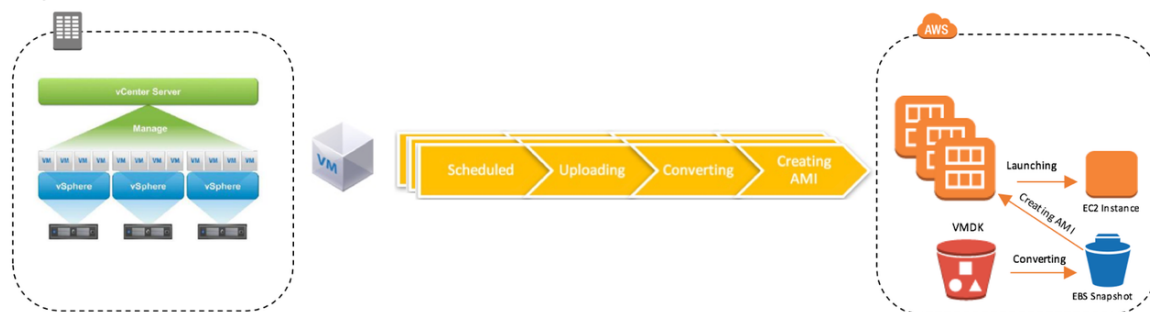 AWS
vCenter Server
Manage
VM VM VM VM VM VM VM VM VM VM VM VM
vSphere vSphere vSphere
VM
Scheduled
Uploading
Converting
Creating
AMI
Launching
EC2 Instance
Creating AMI
VMDK
Converting
EBS Snapshot